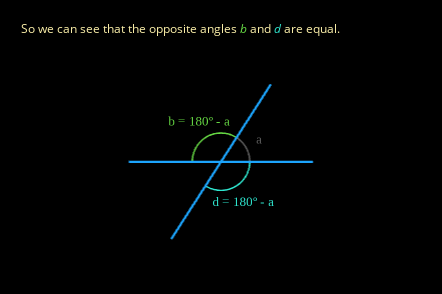 So we can see that the opposite angles b and d are equal.
b = 180° - a
a
d = 180° - a